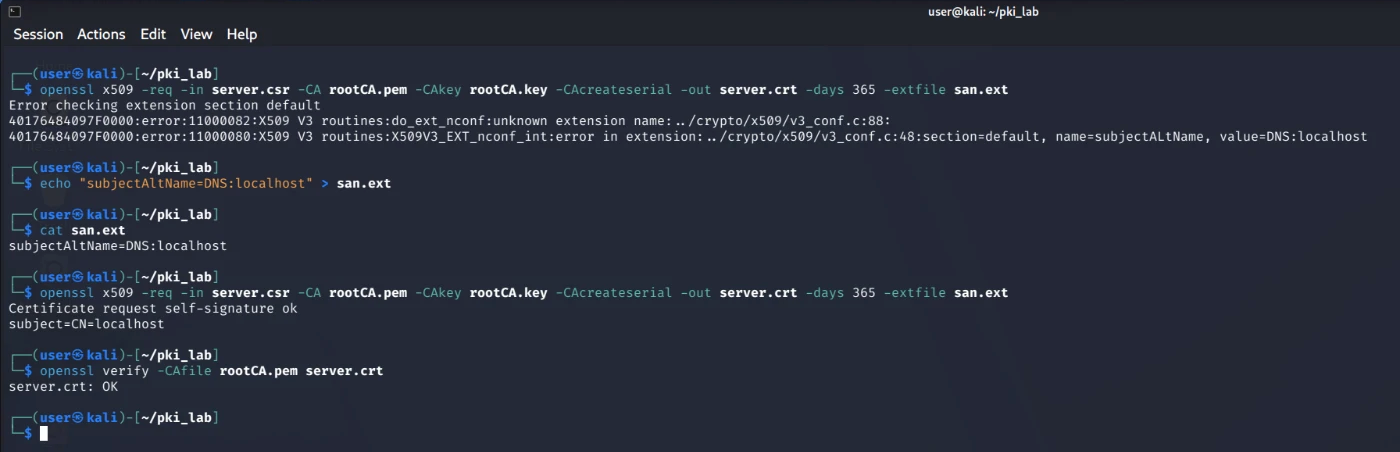 user@kali: ~/pki_lab
Session Actions Edit View Help
┌──(user㉿kali)-[~/pki_lab]
└─$ openssl x509 -req -in server.csr -CA rootCA.pem -CAkey rootCA.key -CAcreateserial -out server.crt -days 365 -extfile san.ext
Error checking extension section default
40176484097F0000:error:11000082:X509 V3 routines:do_ext_nconf:unknown extension name:../crypto/x509/v3_conf.c:88:
40176484097F0000:error:11000080:X509 V3 routines:X509V3_EXT_nconf_int:error in extension:../crypto/x509/v3_conf.c:48:section=default, name=subjectALtName, value=DNS:localhost
┌──(user㉿kali)-[~/pki_lab]
└─$ echo "subjectAltName=DNS:localhost" > san.ext
┌──(user㉿kali)-[~/pki_lab]
└─$ cat san.ext
subjectAltName=DNS:localhost
┌──(user㉿kali)-[~/pki_lab]
└─$ openssl x509 -req -in server.csr -CA rootCA.pem -CAkey rootCA.key -CAcreateserial -out server.crt -days 365 -extfile san.ext
Certificate request self-signature ok
subject=CN=localhost
┌──(user㉿kali)-[~/pki_lab]
└─$ openssl verify -CAfile rootCA.pem server.crt
server.crt: OK
┌──(user㉿kali)-[~/pki_lab]
└─$